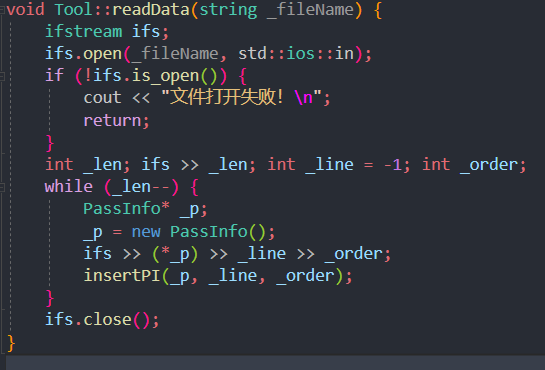 void Tool::readData(string _fileName) {
    ifstream ifs;
    ifs.open(_fileName, std::ios::in);
    if (!ifs.is_open()) {
        cout << "文件打开失败！\n";
        return;
    }
    int _len; ifs >> _len; int _line = -1; int _order;
    while (_len--) {
        PassInfo* _p;
        _p = new PassInfo();
        ifs >> (*_p) >> _line >> _order;
        insertPI(_p, _line, _order);
    }
    ifs.close();
}